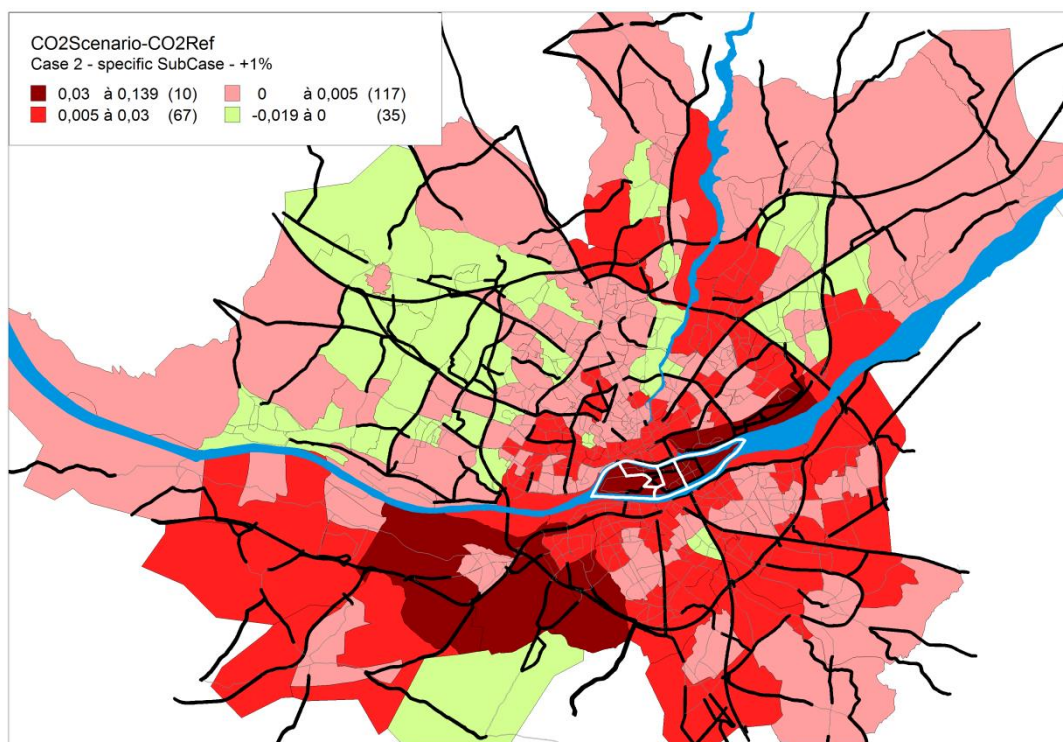 CO2Scenario-CO2Ref
Case 2 - specific SubCase - +1%
0,03 à 0,139 (10) 0 à 0,005 (117)
0,005 à 0,03 (67) -0,019 à 0 (35)